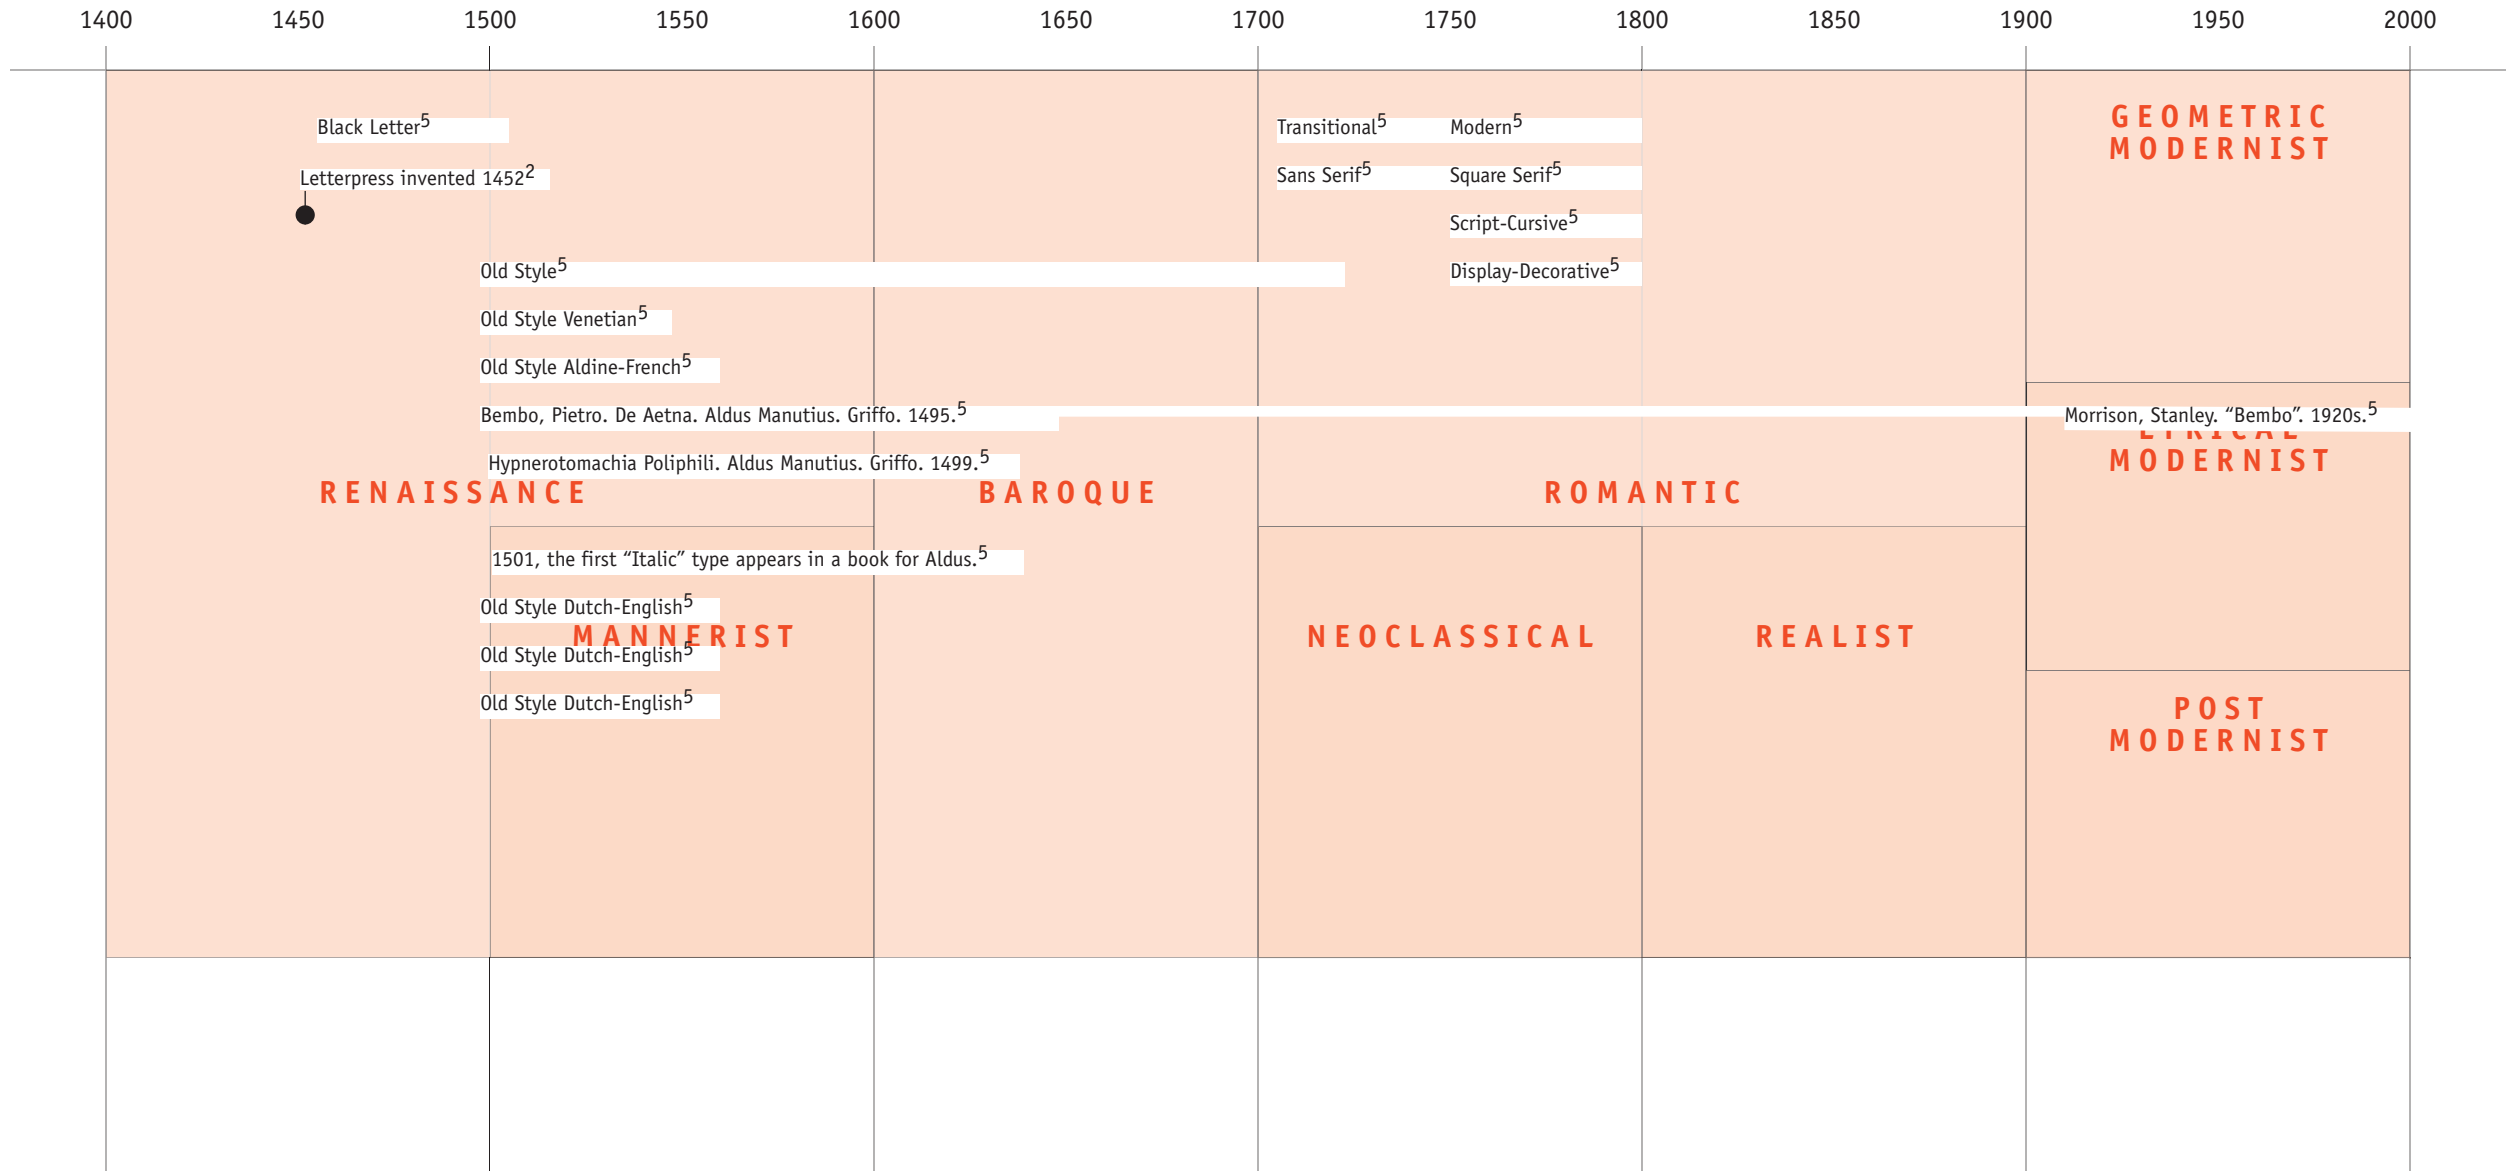 1400 1450 1500 1550 1600 1650 1700 1750 1800 1850 1900 1950 2000
GEOMETRIC
MODERNIST
Black Letter5
Transitional5 Modern5
Letterpress invented 14522
Sans Serif5 Square Serif5
Script-Cursive5
Old Style5
Display-Decorative5
Old Style Venetian5
Old Style Aldine-French5
Bembo, Pietro. De Aetna. Aldus Manutius. Griffo. 1495.5
Morrison, Stanley. “Bembo”. 1920s.5
LYRICAL
MODERNIST
Hypnerotomachia Poliphili. Aldus Manutius. Griffo. 1499.5
RENAISSANCE BAROQUE ROMANTIC
1501, the first “Italic” type appears in a book for Aldus.5
Old Style Dutch-English5
MANNERIST NEOCLASSICAL REALIST
Old Style Dutch-English5
Old Style Dutch-English5
POST
MODERNIST